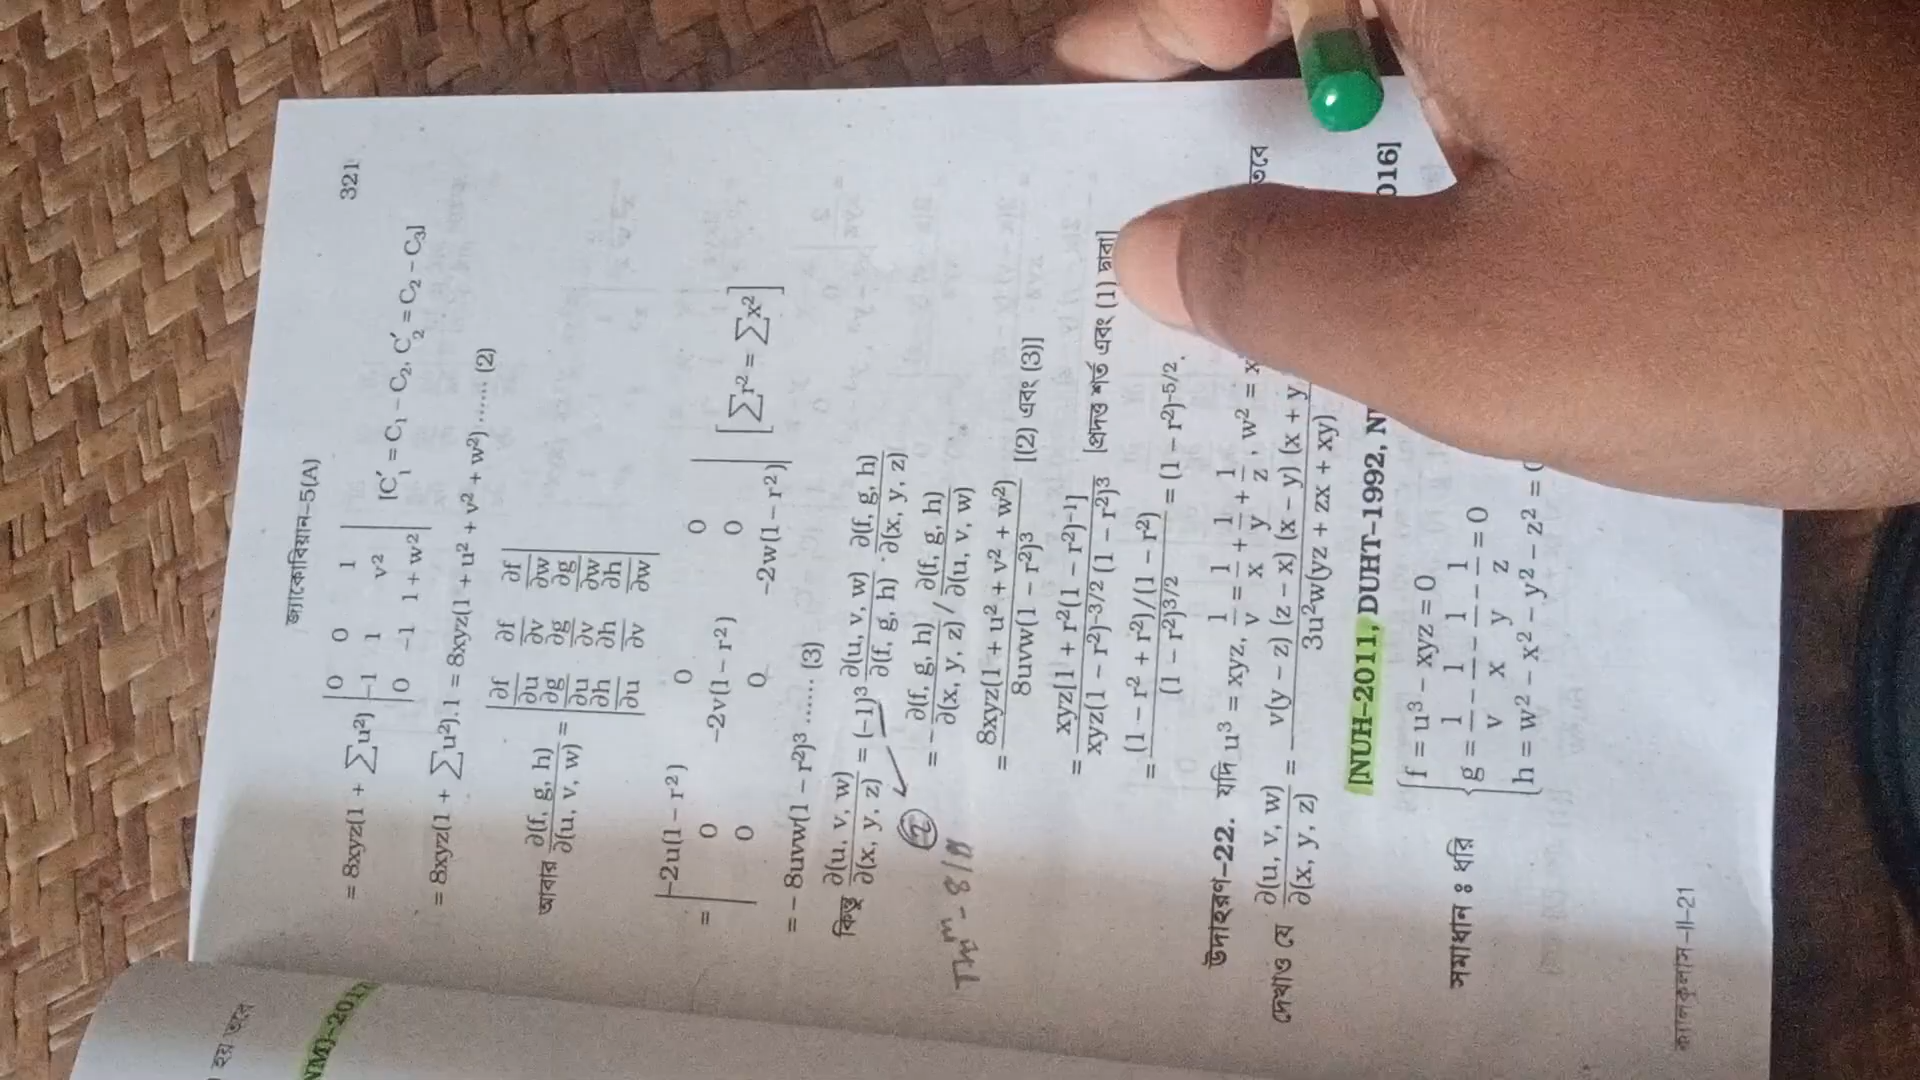 হয় তবে
NM)-2017
জ্যাকোবিয়ান–5(A) 321
= 8xyz(1 + ∑u²) | 0 0 1 | -1 1 v² | 0 -1 1 + w² | [C₁′ = C₁ – C₂, C₂′ = C₂ – C₃]
= 8xyz(1 + ∑u²).1 = 8xyz(1 + u² + v² + w²)...... (2)
আবার ∂(f, g, h)/∂(u, v, w) = | ∂f/∂u ∂f/∂v ∂f/∂w | ∂g/∂u ∂g/∂v ∂g/∂w | ∂h/∂u ∂h/∂v ∂h/∂w |
= | -2u(1 – r²) 0 0 | 0 -2v(1 – r²) 0 | 0 0 -2w(1 – r²) | [∑r² = ∑x²]
= – 8uvw(1 – r²)³ ...... (3)
কিন্তু ∂(u, v, w)/∂(x, y, z) = (–1)³ ∂(u, v, w)/∂(f, g, h) . ∂(f, g, h)/∂(x, y, z)
= – ∂(f, g, h)/∂(x, y, z) / ∂(f, g, h)/∂(u, v, w)
= 8xyz(1 + u² + v² + w²)/8uvw(1 – r²)³ [(2) এবং (3)]
= xyz[1 + r²(1 – r²)⁻¹]/xyz(1 – r²)^-3/2 (1 – r²)³ [প্রদত্ত শর্ত এবং (1) দ্বারা]
= (1 – r² + r²)/(1 – r²)/(1 – r²)^3/2 = (1 – r²)^-5/2.
উদাহরণ–22. যদি u³ = xyz, 1/v = 1/x + 1/y + 1/z, w² = x তবে
দেখাও যে ∂(u, v, w)/∂(x, y, z) = – v(y – z) (z – x) (x – y) (x + y/3u²w(yz + zx + xy)
[NUH–2011, DUHT–1992, N 016]
সমাধান : ধরি { f = u³ – xyz = 0
g = 1/v – 1/x – 1/y – 1/z = 0
h = w² – x² – y² – z² = 0
ক্যালকুলাস–II–21